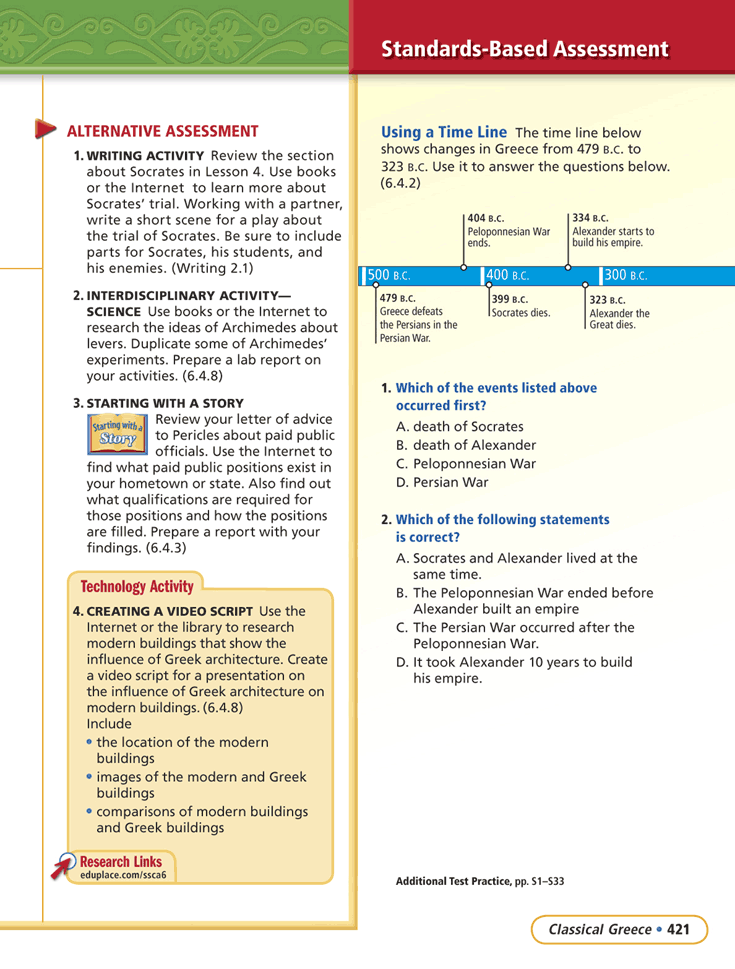 Standards-Based Assessment
ALTERNATIVE ASSESSMENT
1. WRITING ACTIVITY Review the section
about Socrates in Lesson 4. Use books
or the Internet to learn more about
Socrates' trial. Working with a partner,
write a short scene for a play about
the trial of Socrates. Be sure to include
parts for Socrates, his students, and
his enemies. (Writing 2.1)
2. INTERDISCIPLINARY ACTIVITY—
SCIENCE Use books or the Internet to
research the ideas of Archimedes about
levers. Duplicate some of Archimedes'
experiments. Prepare a lab report on
your activities. (6.4.8)
3. STARTING WITH A STORY
Starting with a
Story
Review your letter of advice
to Pericles about paid public
officials. Use the Internet to
find what paid public positions exist in
your hometown or state. Also find out
what qualifications are required for
those positions and how the positions
are filled. Prepare a report with your
findings. (6.4.3)
Technology Activity
4. CREATING A VIDEO SCRIPT Use the
Internet or the library to research
modern buildings that show the
influence of Greek architecture. Create
a video script for a presentation on
the influence of Greek architecture on
modern buildings. (6.4.8)
Include
• the location of the modern
buildings
• images of the modern and Greek
buildings
• comparisons of modern buildings
and Greek buildings
Research Links
eduplace.com/ssca6
Using a Time Line The time line below
shows changes in Greece from 479 B.C. to
323 B.C. Use it to answer the questions below.
(6.4.2)
404 B.C.
Peloponnesian War
ends.
334 B.C.
Alexander starts to
build his empire.
500 B.C.
400 B.C.
300 B.C.
479 B.C.
Greece defeats
the Persians in the
Persian War.
399 B.C.
Socrates dies.
323 B.C.
Alexander the
Great dies.
1. Which of the events listed above
occurred first?
A. death of Socrates
B. death of Alexander
C. Peloponnesian War
D. Persian War
2. Which of the following statements
is correct?
A. Socrates and Alexander lived at the
same time.
B. The Peloponnesian War ended before
Alexander built an empire
C. The Persian War occurred after the
Peloponnesian War.
D. It took Alexander 10 years to build
his empire.
Additional Test Practice, pp. S1–S33
Classical Greece • 421